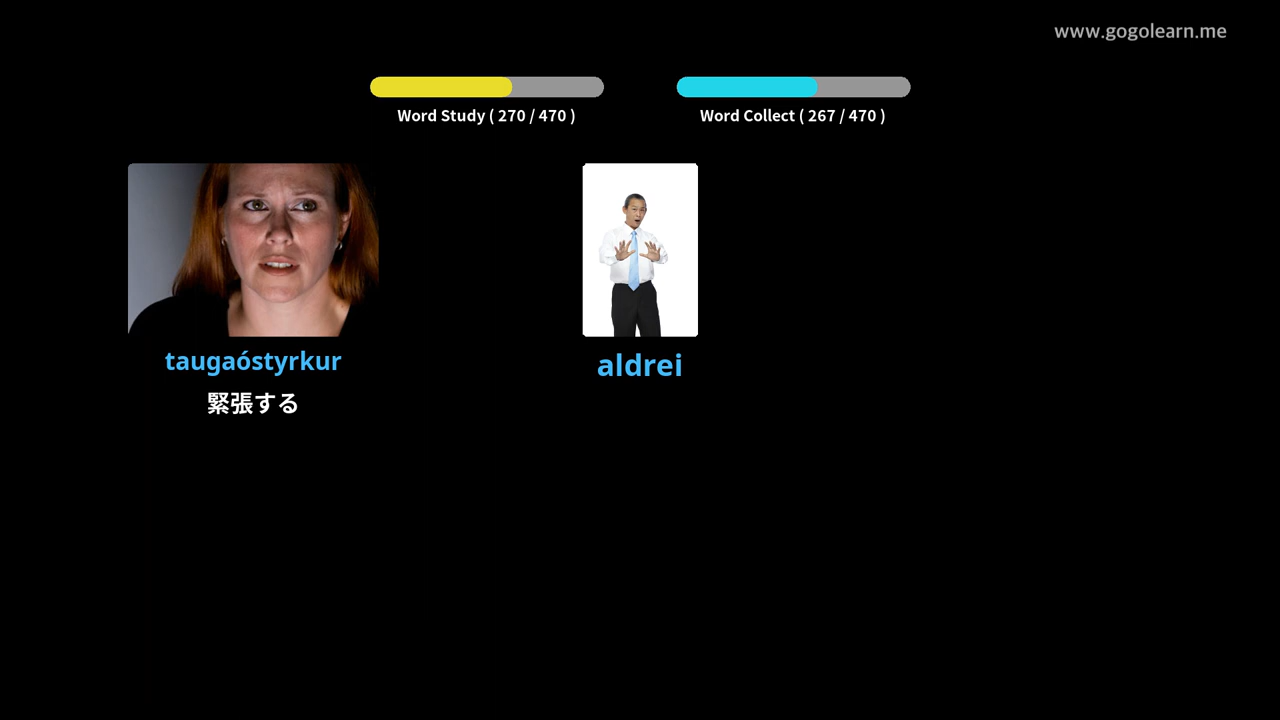 www.gogolearn.me
Word Study ( 270 / 470 )
Word Collect ( 267 / 470 )
taugaóstyrkur
aldrei
緊張する